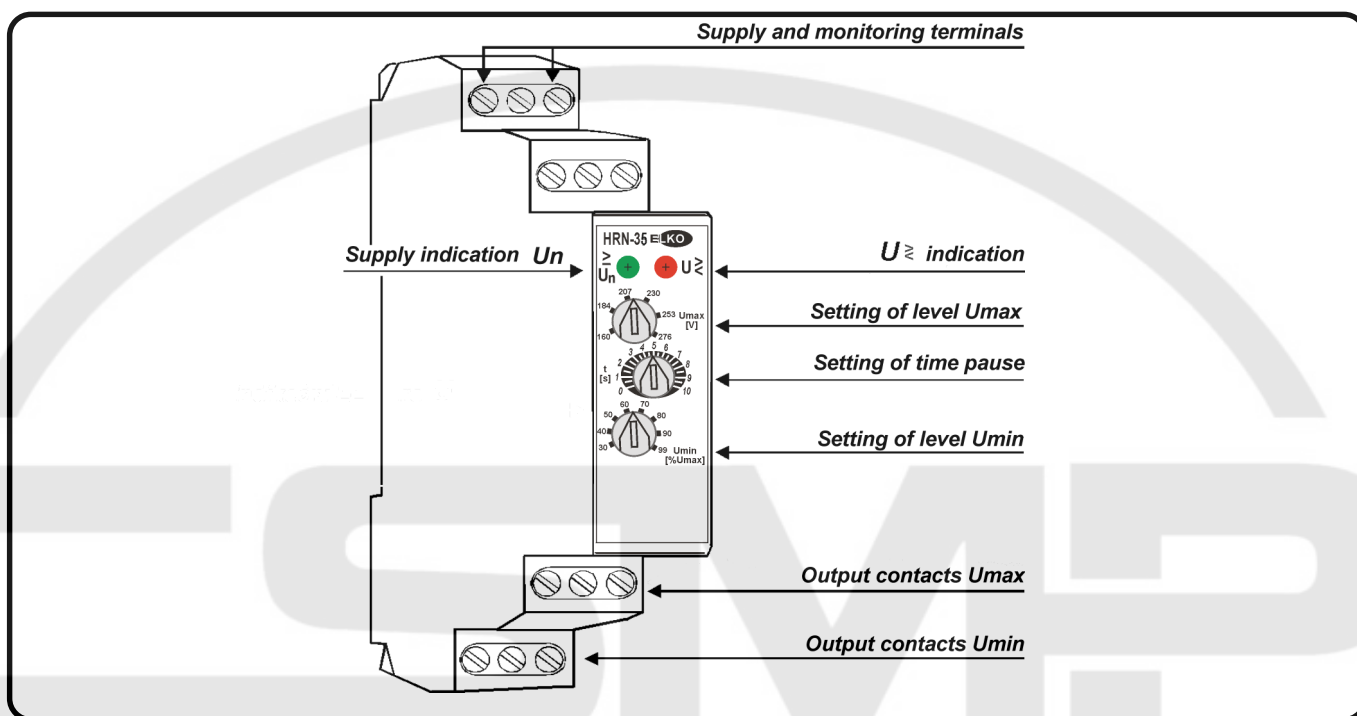 Supply and monitoring terminals
HRN-35 ELKO
Supply indication Un
≥
Un
U ≷
U ≷ indication
207 230
184 253 Umax
[V]
160 276
Setting of level Umax
t
[s]
0 1 2 3 4 5 6 7 8 9 10
Setting of time pause
60 70
50 80
40 90
30 99 Umin
[%Umax]
Setting of level Umin
Output contacts Umax
Output contacts Umin
CSMP